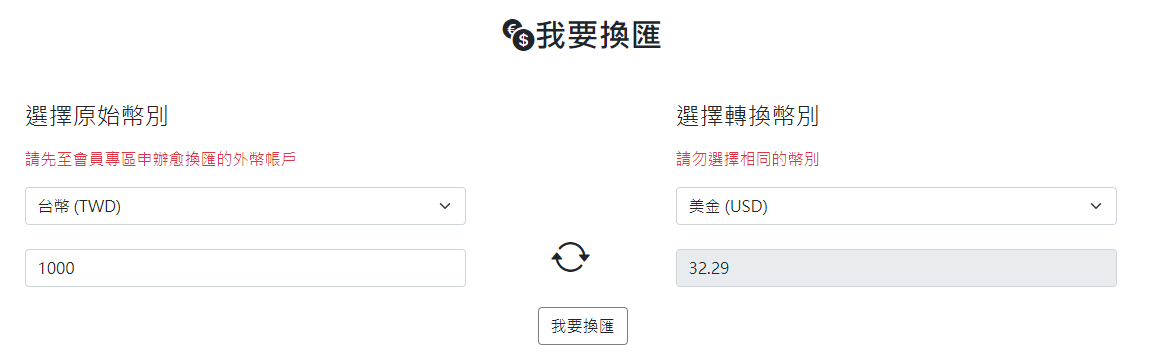 我要換匯
選擇原始幣別
請先至會員專區申辦愈換匯的外幣帳戶
台幣 (TWD)
1000
選擇轉換幣別
請勿選擇相同的幣別
美金 (USD)
32.29
我要換匯